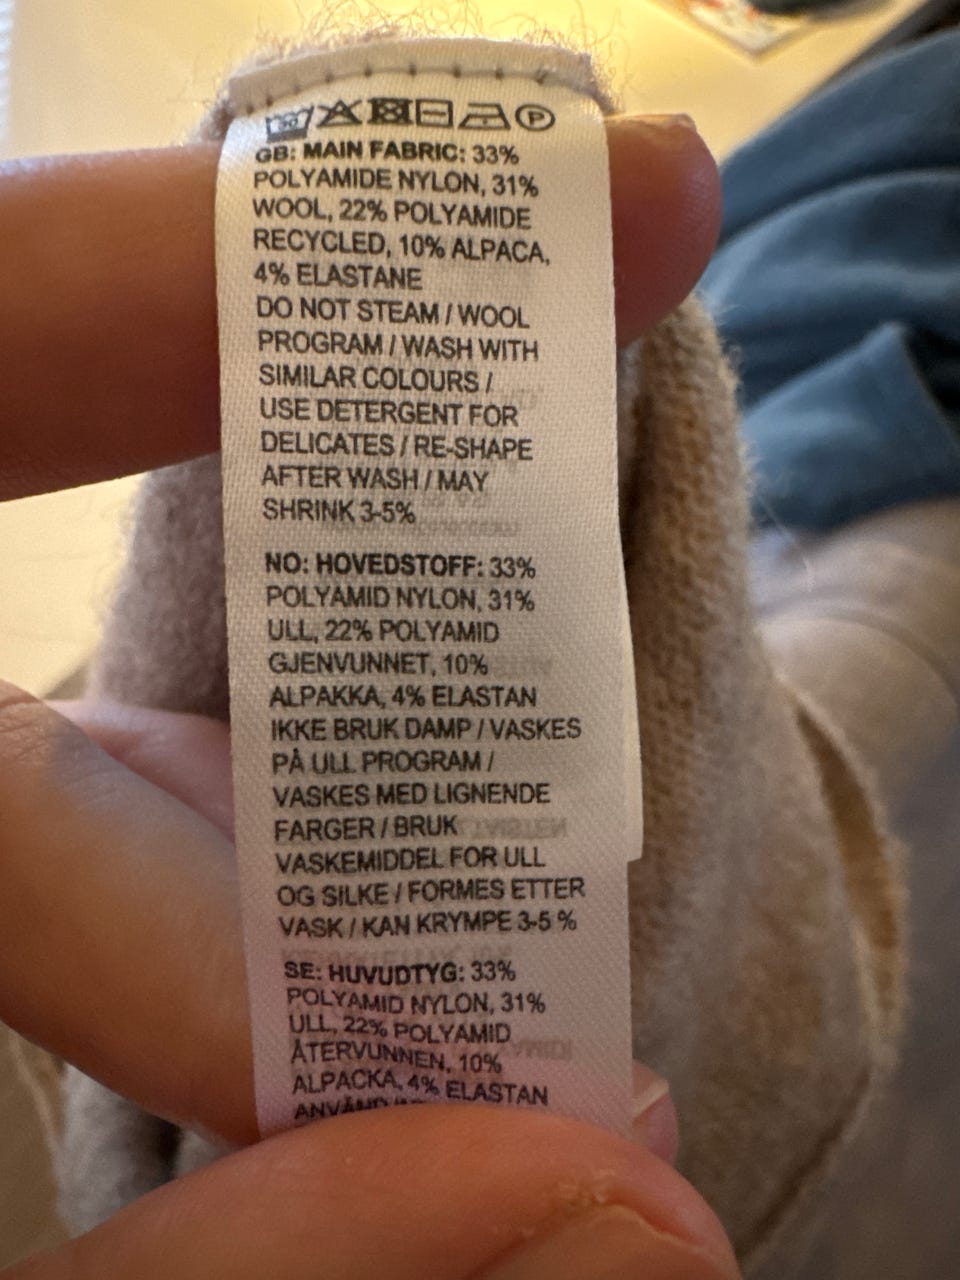 30 P
GB: MAIN FABRIC: 33%
POLYAMIDE NYLON, 31%
WOOL, 22% POLYAMIDE
RECYCLED, 10% ALPACA,
4% ELASTANE
DO NOT STEAM / WOOL
PROGRAM / WASH WITH
SIMILAR COLOURS /
USE DETERGENT FOR
DELICATES / RE-SHAPE
AFTER WASH / MAY
SHRINK 3-5%
NO: HOVEDSTOFF: 33%
POLYAMID NYLON, 31%
ULL, 22% POLYAMID
GJENVUNNET, 10%
ALPAKKA, 4% ELASTAN
IKKE BRUK DAMP / VASKES
PÅ ULL PROGRAM /
VASKES MED LIGNENDE
FARGER / BRUK
VASKEMIDDEL FOR ULL
OG SILKE / FORMES ETTER
VASK / KAN KRYMPE 3-5 %
SE: HUVUDTYG: 33%
POLYAMID NYLON, 31%
ULL, 22% POLYAMID
ÅTERVUNNEN, 10%
ALPACKA, 4% ELASTAN